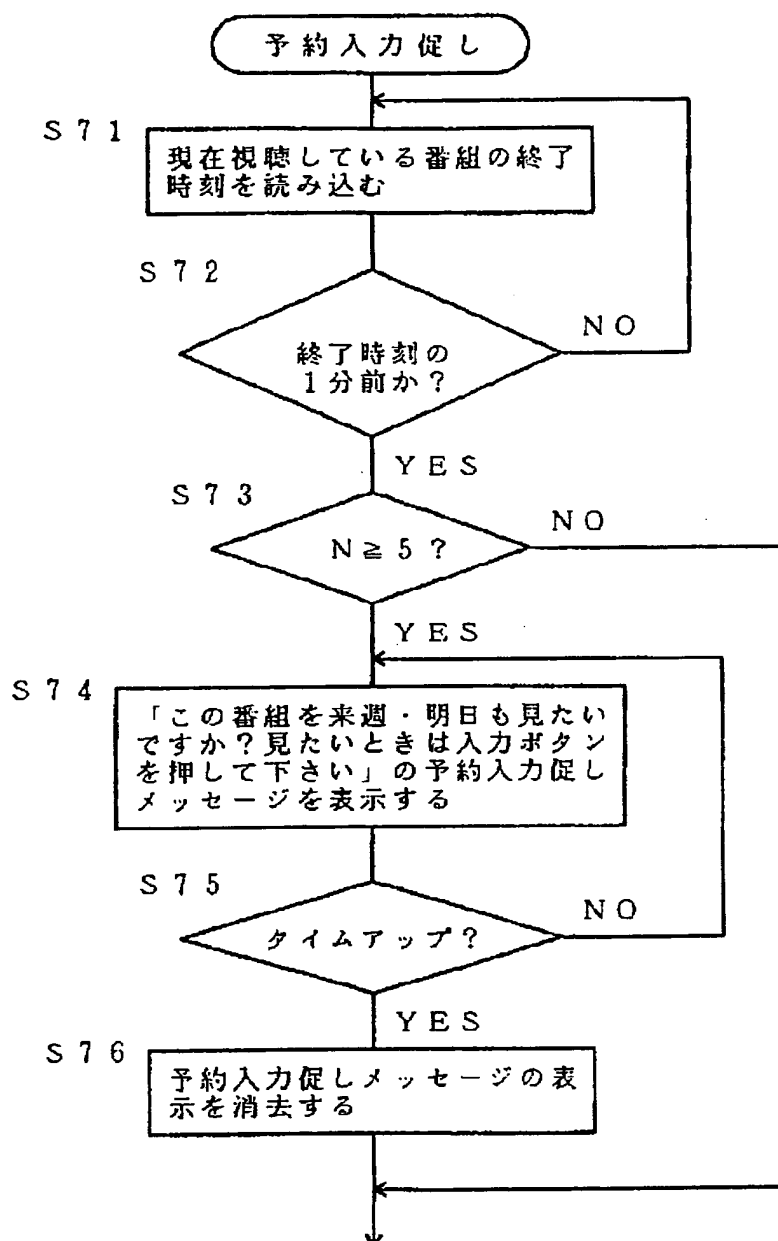 予約入力促し
S71
現在視聴している番組の終了
時刻を読み込む
S72
終了時刻の
1分前か?
NO
YES
S73
N≧5?
NO
YES
S74
「この番組を来週・明日も見たい
ですか?見たいときは入力ボタン
を押して下さい」の予約入力促し
メッセージを表示する
S75
タイムアップ?
NO
YES
S76
予約入力促しメッセージの表
示を消去する